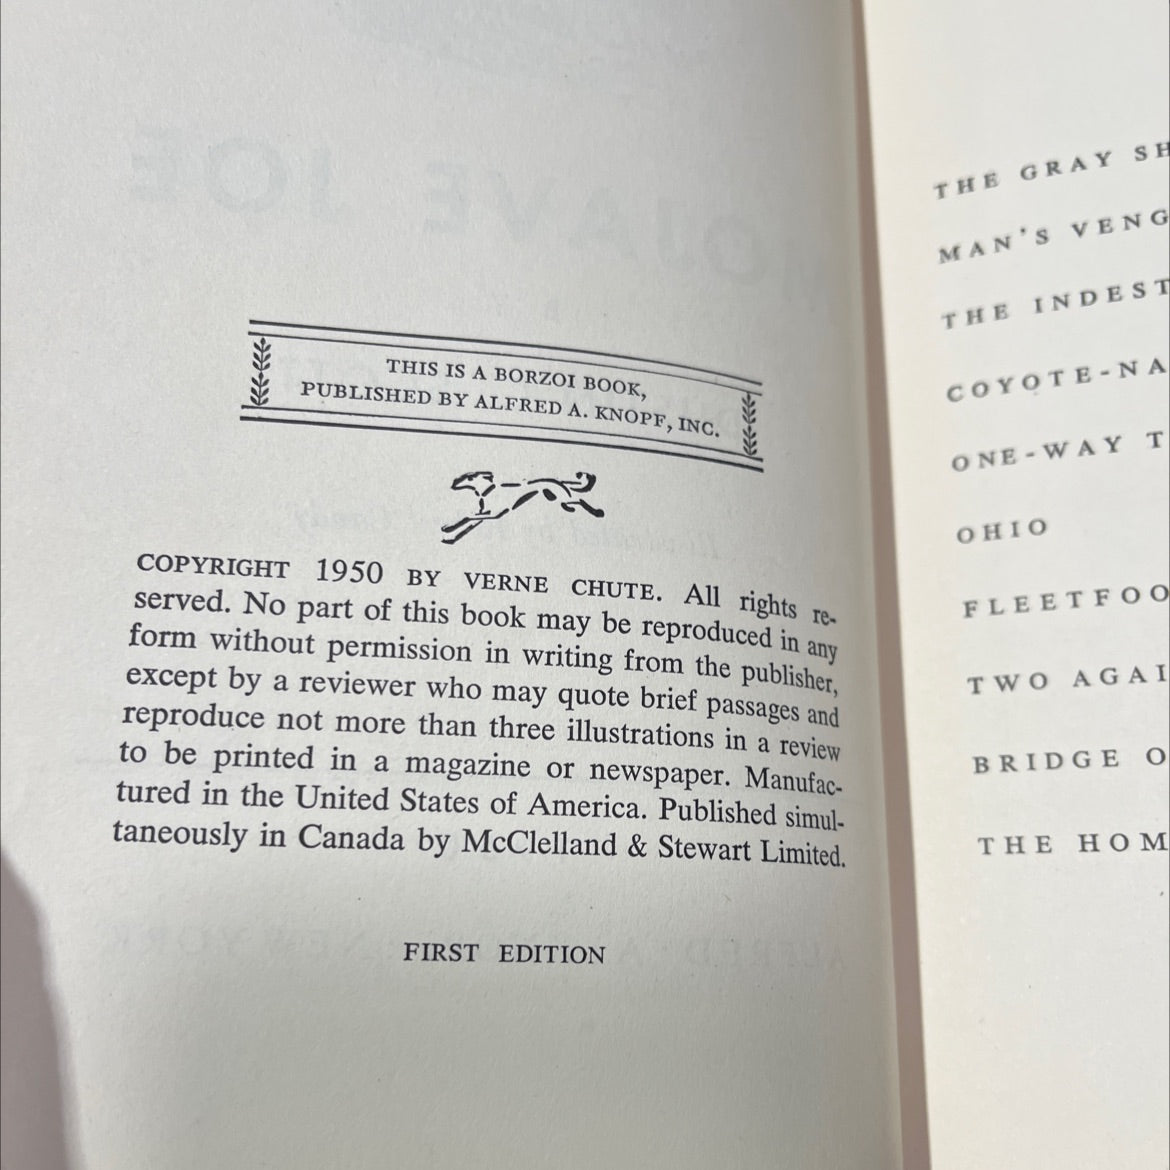 THIS IS A BORZOI BOOK,
PUBLISHED BY ALFRED A. KNOPF, INC.
COPYRIGHT 1950 BY VERNE CHUTE. All rights re-
served. No part of this book may be reproduced in any
form without permission in writing from the publisher,
except by a reviewer who may quote brief passages and
reproduce not more than three illustrations in a review
to be printed in a magazine or newspaper. Manufac-
tured in the United States of America. Published simul-
taneously in Canada by McClelland & Stewart Limited.
FIRST EDITION
THE GRAY SH
MAN'S VENG
THE INDEST
COYOTE-NA
ONE-WAY T
OHIO
FLEETFOO
TWO AGAI
BRIDGE O
THE HOM